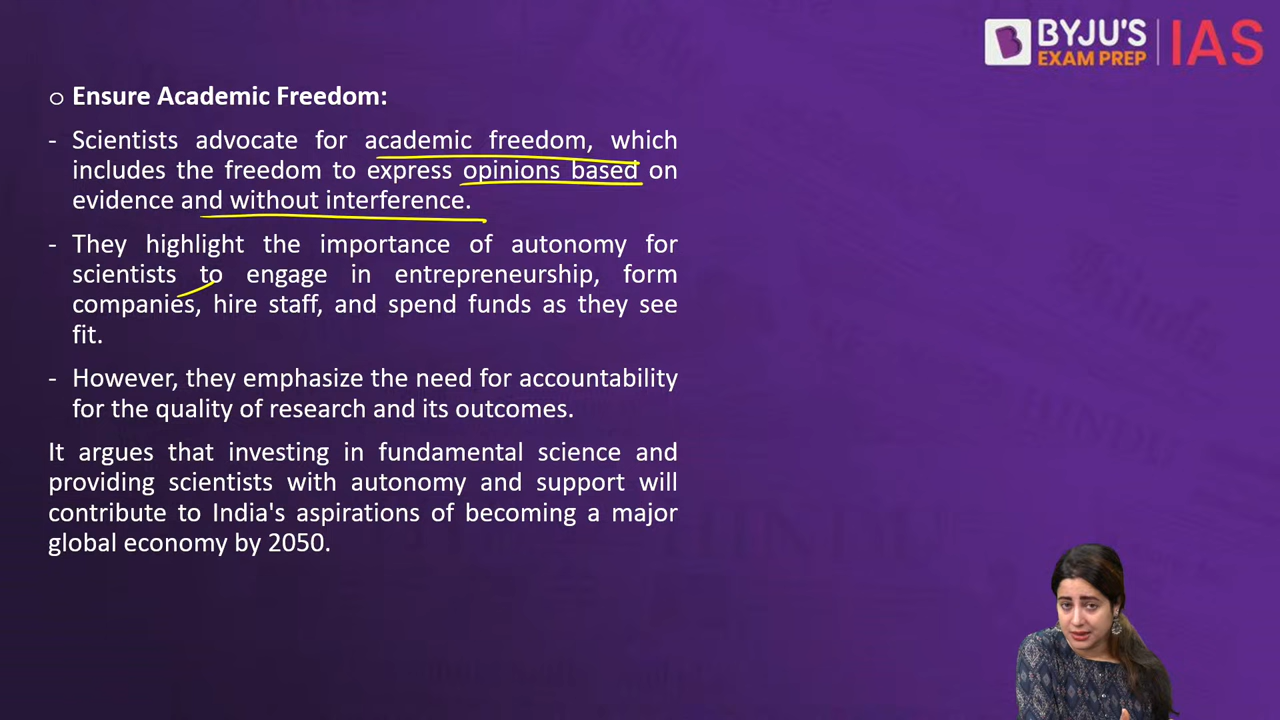 BYJU'S
EXAM PREP
IAS
o Ensure Academic Freedom:
- Scientists advocate for academic freedom, which
includes the freedom to express opinions based on
evidence and without interference.
- They highlight the importance of autonomy for
scientists to engage in entrepreneurship, form
companies, hire staff, and spend funds as they see
fit.
- However, they emphasize the need for accountability
for the quality of research and its outcomes.
It argues that investing in fundamental science and
providing scientists with autonomy and support will
contribute to India's aspirations of becoming a major
global economy by 2050.